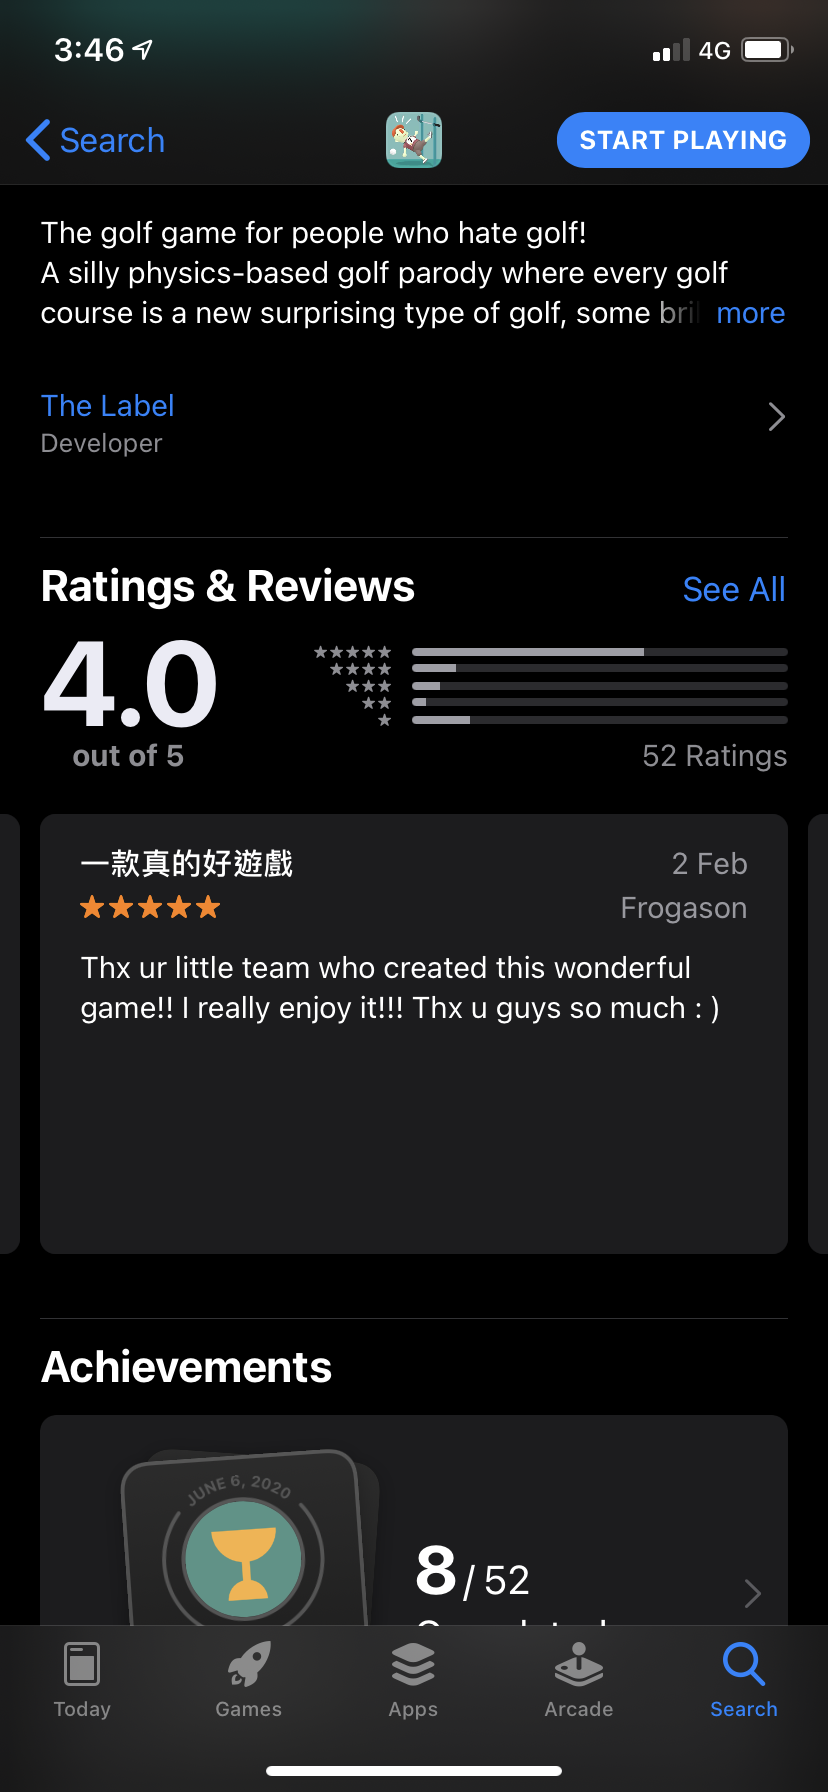 3:46
4G
Search
START PLAYING
The golf game for people who hate golf!
A silly physics-based golf parody where every golf
course is a new surprising type of golf, some more
The Label
Developer
Ratings & Reviews
See All
4.0
out of 5
52 Ratings
一款真的好遊戲
2 Feb
Frogason
Thx ur little team who created this wonderful
game!! I really enjoy it!!! Thx u guys so much : )
Achievements
JUNE 6, 2020
8/52
Today
Games
Apps
Arcade
Search